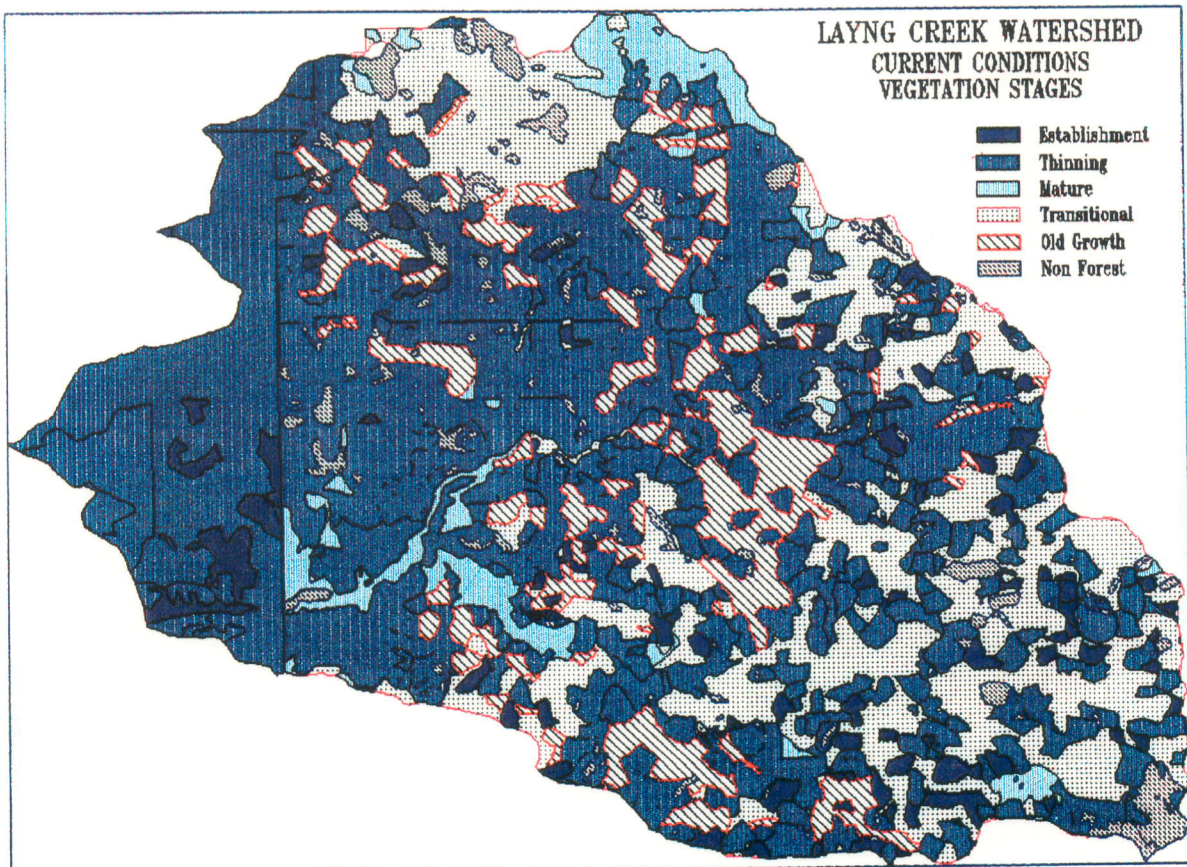 LAYNG CREEK WATERSHED
CURRENT CONDITIONS
VEGETATION STAGES
Establishment
Thinning
Mature
Transitional
Old Growth
Non Forest